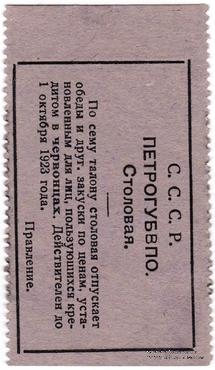 С. С. С. Р.
ПЕТРОГУБВПО.
Столовая.
По сему талону столовая отпускает
обеды и друг. закуски по ценам, уста-
новленным для лиц, пользующихся кре-
дитом в червонцах. Действителен до
1 октября 1923 года.
Правление.